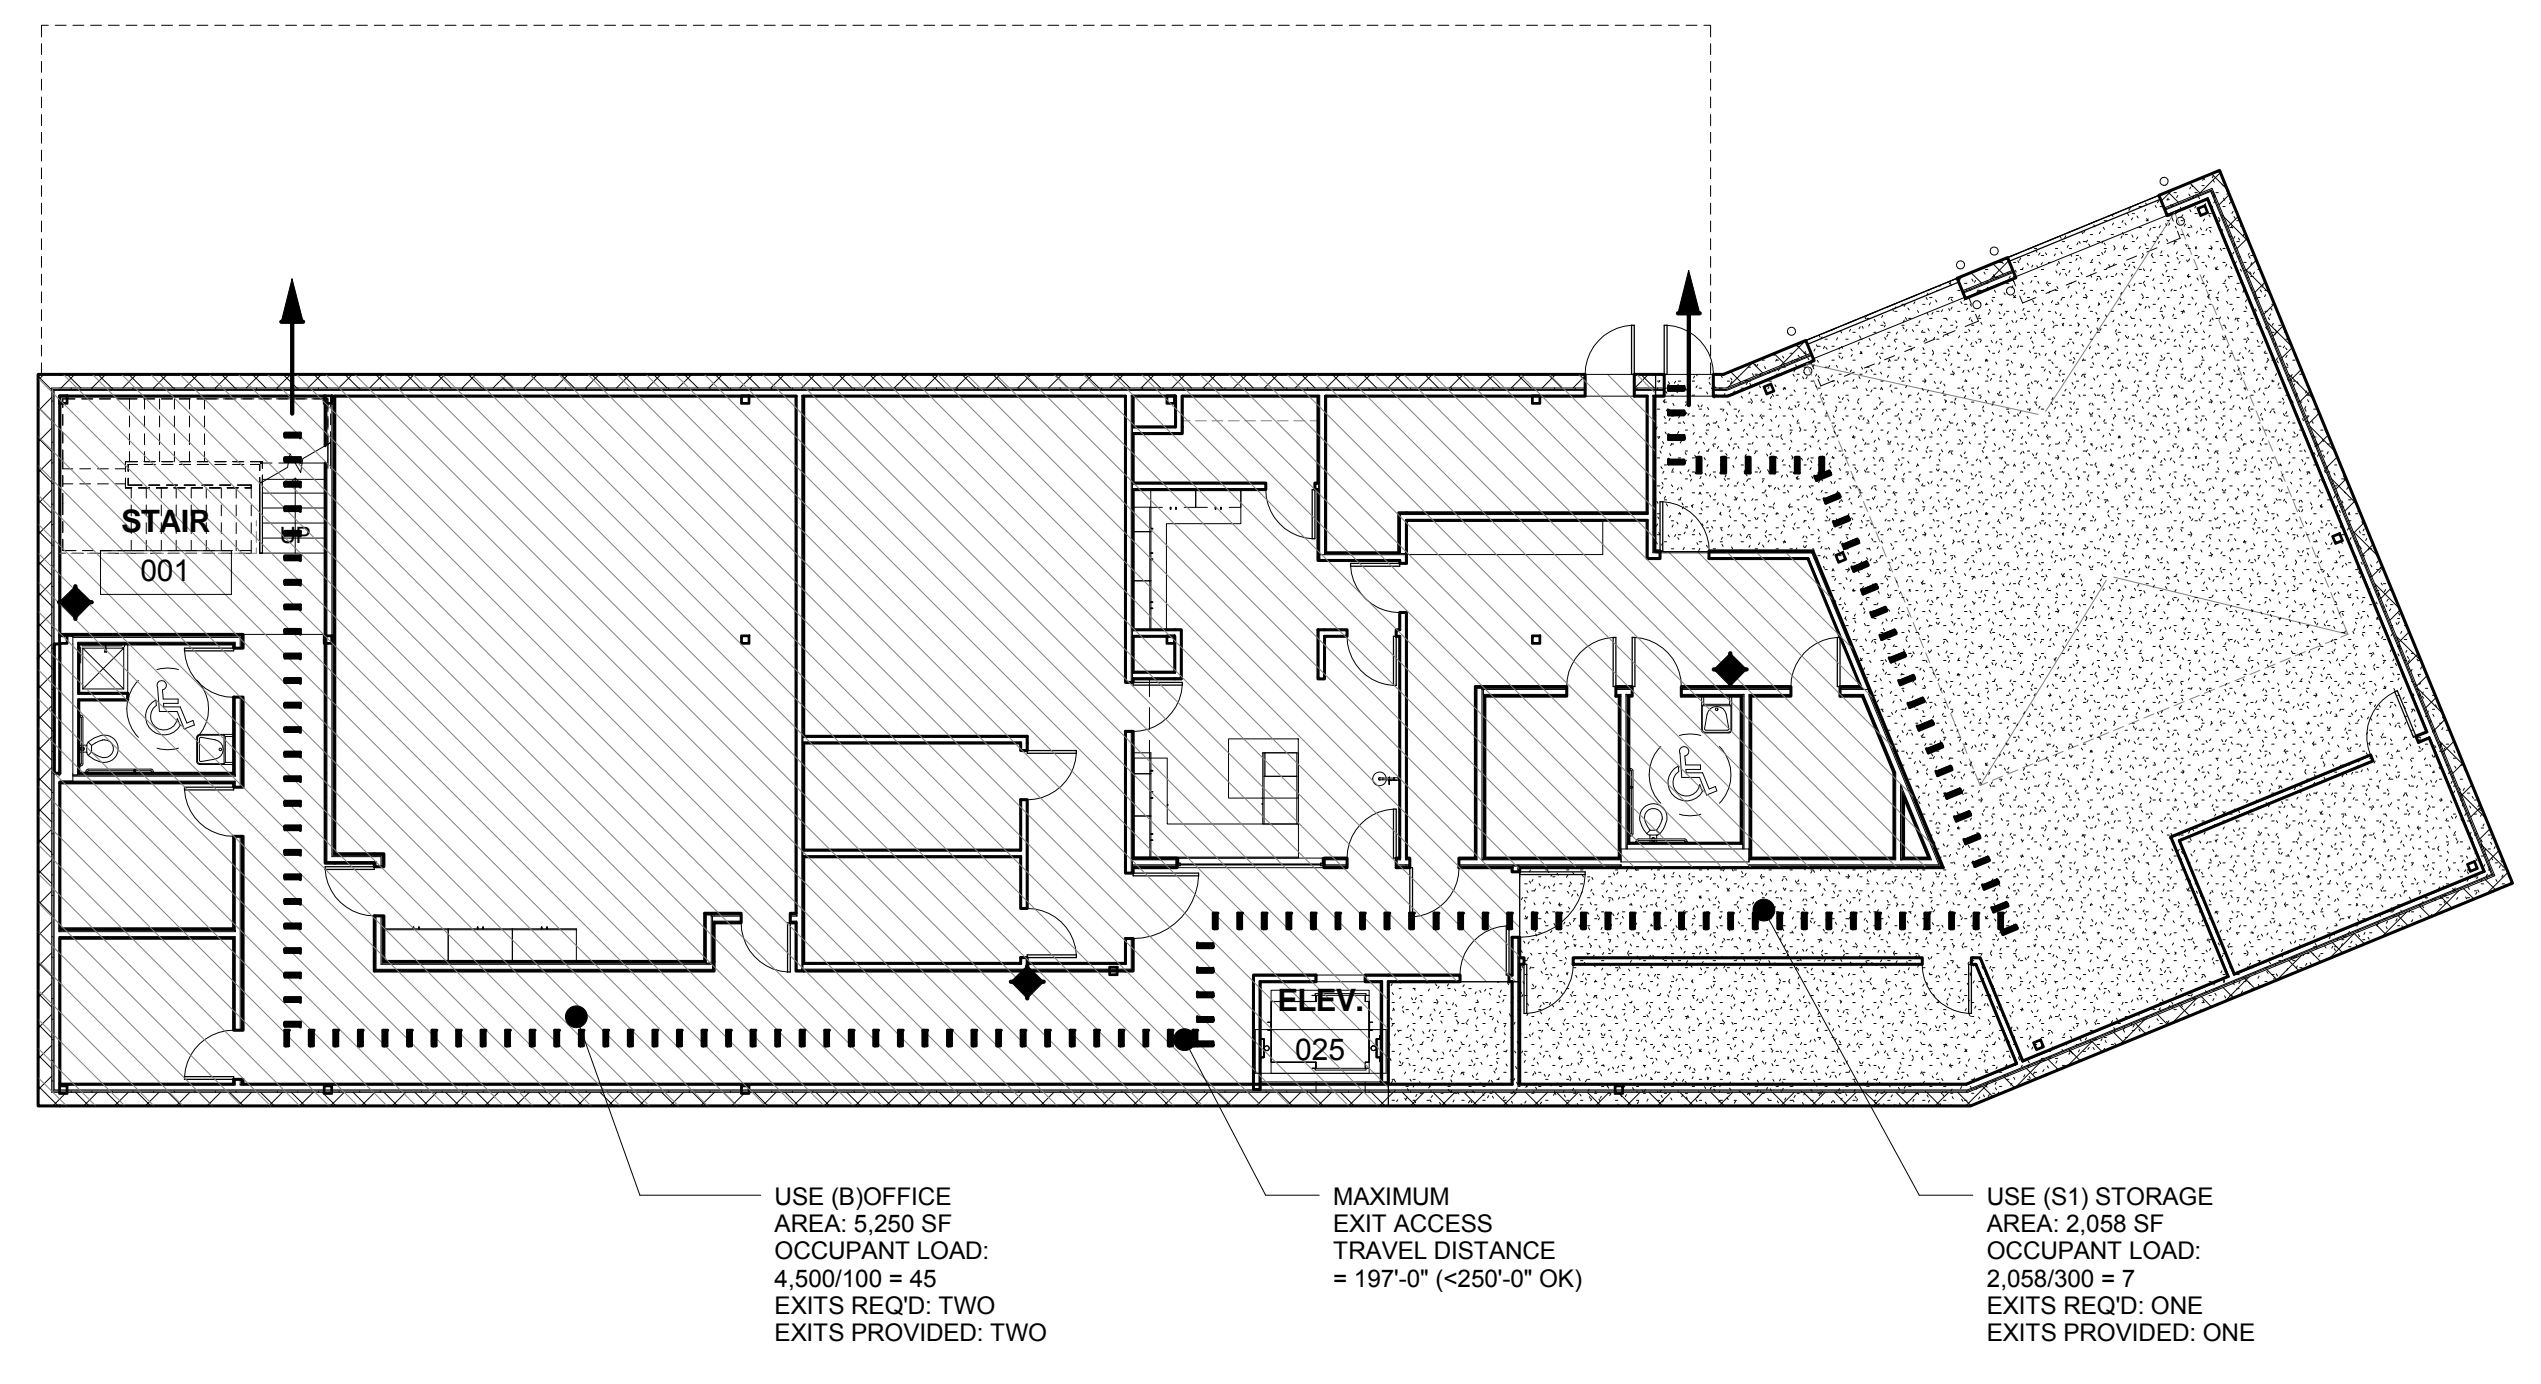 STAIR
UP
001
ELEV.
025
USE (B)OFFICE
AREA: 5,250 SF
OCCUPANT LOAD:
4,500/100 = 45
EXITS REQ'D: TWO
EXITS PROVIDED: TWO
MAXIMUM
EXIT ACCESS
TRAVEL DISTANCE
= 197'-0" (<250'-0" OK)
USE (S1) STORAGE
AREA: 2,058 SF
OCCUPANT LOAD:
2,058/300 = 7
EXITS REQ'D: ONE
EXITS PROVIDED: ONE